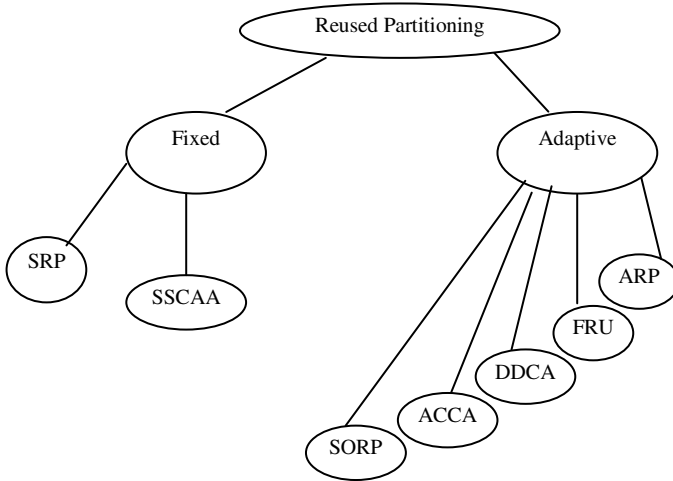 Reused Partitioning
Fixed
Adaptive
SRP
SSCAA
ARP
FRU
DDCA
ACCA
SORP